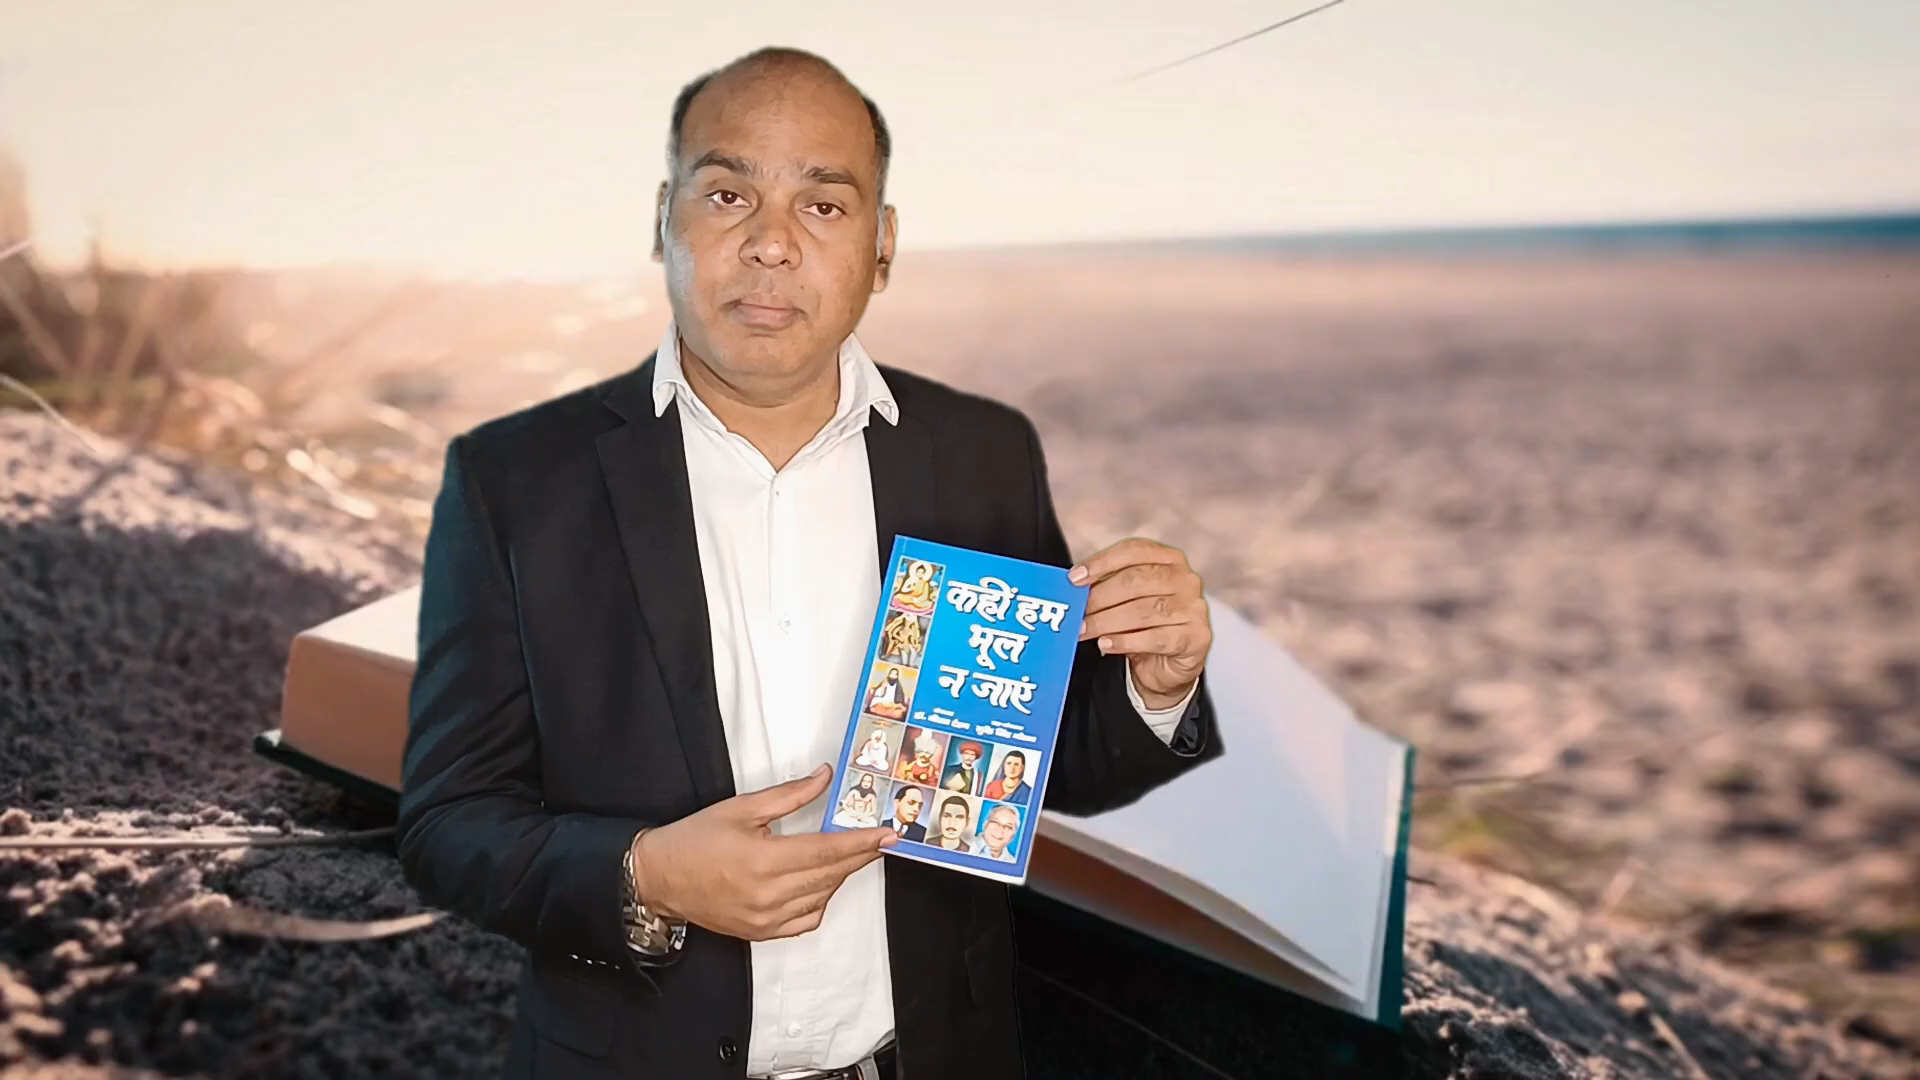 कहीं हम
भूल
न जाएं
डॉ.
सिंह